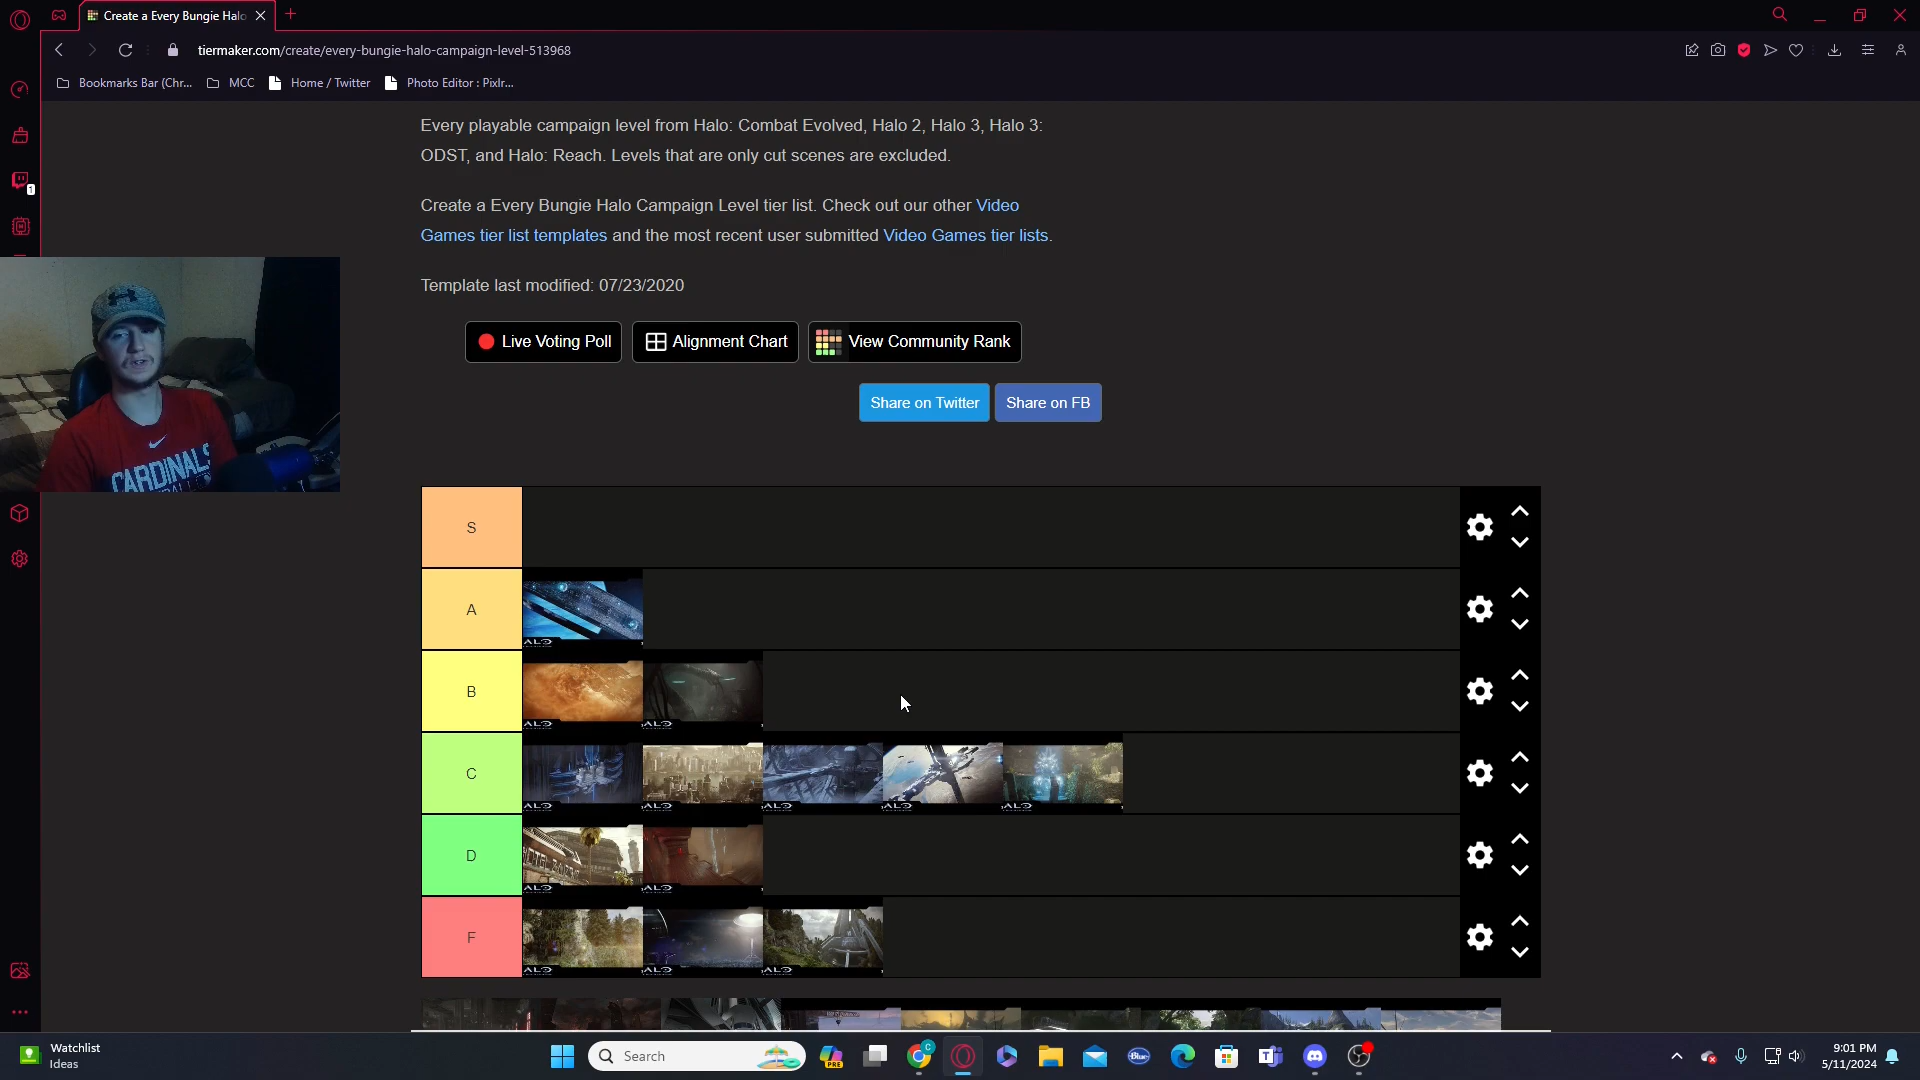 Create a Every Bungie Halo
tiermaker.com/create/every-bungie-halo-campaign-level-513968
Bookmarks Bar (Chr...
MCC
Home / Twitter
Photo Editor : Pixlr...
1
Every playable campaign level from Halo: Combat Evolved, Halo 2, Halo 3, Halo 3:
ODST, and Halo: Reach. Levels that are only cut scenes are excluded.
Create a Every Bungie Halo Campaign Level tier list. Check out our other Video
Games tier list templates and the most recent user submitted Video Games tier lists.
Template last modified: 07/23/2020
Live Voting Poll
Alignment Chart
View Community Rank
Share on Twitter
Share on FB
CARDINALS
S
A
B
C
D
F
Watchlist
Ideas
Search
PRE
C
Blue
9:01 PM
5/11/2024